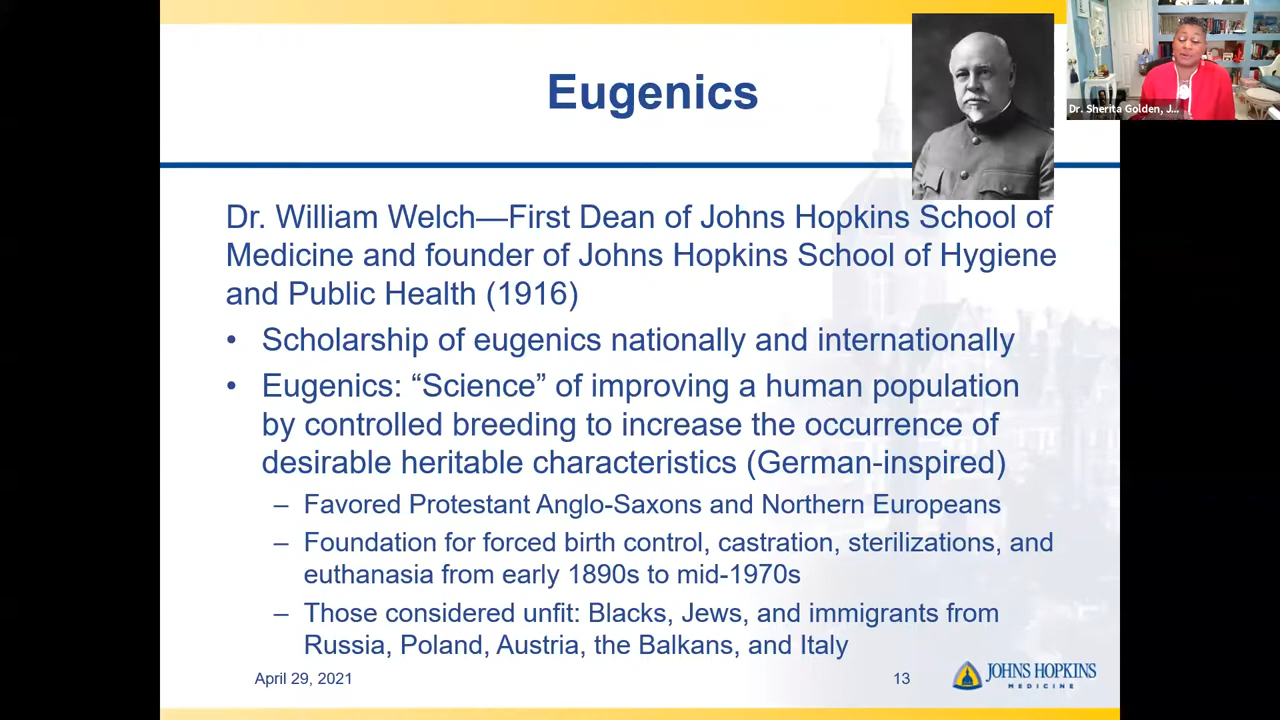 Eugenics
Dr. Sherita Golden, J...
Dr. William Welch—First Dean of Johns Hopkins School of
Medicine and founder of Johns Hopkins School of Hygiene
and Public Health (1916)
• Scholarship of eugenics nationally and internationally
• Eugenics: “Science” of improving a human population
by controlled breeding to increase the occurrence of
desirable heritable characteristics (German-inspired)
– Favored Protestant Anglo-Saxons and Northern Europeans
– Foundation for forced birth control, castration, sterilizations, and
euthanasia from early 1890s to mid-1970s
– Those considered unfit: Blacks, Jews, and immigrants from
Russia, Poland, Austria, the Balkans, and Italy
April 29, 2021
13
JOHNS HOPKINS
MEDICINE